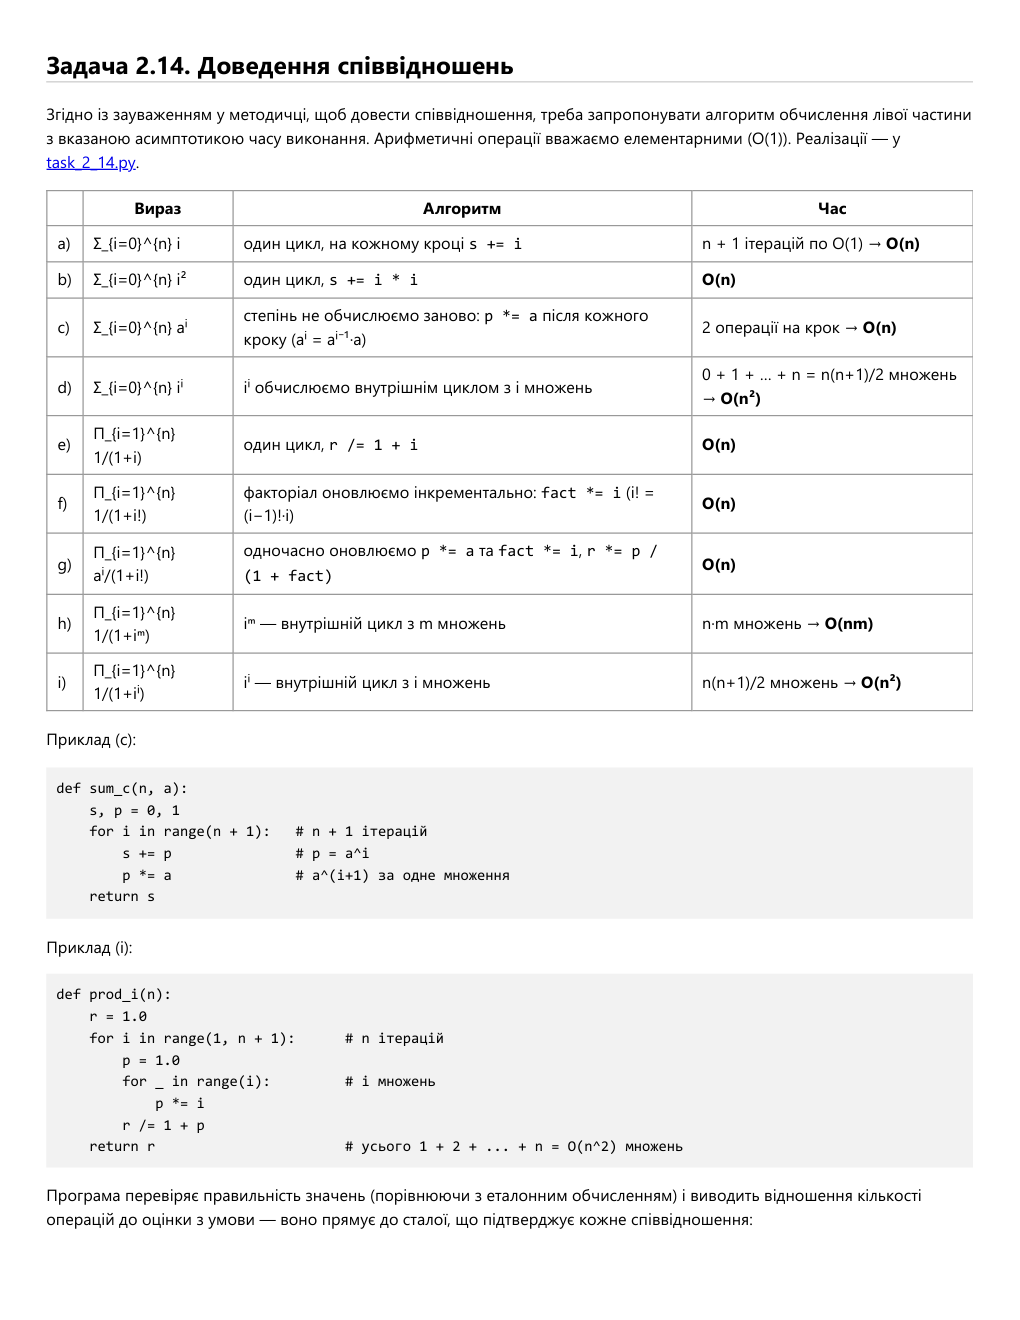 Задача 2.14. Доведення співвідношень
Згідно із зауваженням у методичці, щоб довести співвідношення, треба запропонувати алгоритм обчислення лівої частини
з вказаною асимптотикою часу виконання. Арифметичні операції вважаємо елементарними (O(1)). Реалізації — у
task_2_14.py.
Вираз Алгоритм Час
a) Σ_{i=0}^{n} i один цикл, на кожному кроці s += i n + 1 ітерацій по O(1) → O(n)
b) Σ_{i=0}^{n} i² один цикл, s += i * i O(n)
c) Σ_{i=0}^{n} aⁱ степінь не обчислюємо заново: p *= a після кожного
кроку (aⁱ = aⁱ⁻¹·a) 2 операції на крок → O(n)
d) Σ_{i=0}^{n} iⁱ iⁱ обчислюємо внутрішнім циклом з i множень 0 + 1 + … + n = n(n+1)/2 множень
→ O(n²)
e) Π_{i=1}^{n}
1/(1+i) один цикл, r /= 1 + i O(n)
f) Π_{i=1}^{n}
1/(1+i!) факторіал оновлюємо інкрементально: fact *= i (i! =
(i−1)!·i) O(n)
g) Π_{i=1}^{n}
aⁱ/(1+i!) одночасно оновлюємо p *= a та fact *= i, r *= p /
(1 + fact) O(n)
h) Π_{i=1}^{n}
1/(1+iᵐ) iᵐ — внутрішній цикл з m множень n·m множень → O(nm)
i) Π_{i=1}^{n}
1/(1+iⁱ) iⁱ — внутрішній цикл з i множень n(n+1)/2 множень → O(n²)
Приклад (c):
def sum_c(n, a):
    s, p = 0, 1
    for i in range(n + 1):   # n + 1 ітерацій
        s += p               # p = a^i
        p *= a               # a^(i+1) за одне множення
    return s
Приклад (i):
def prod_i(n):
    r = 1.0
    for i in range(1, n + 1):      # n ітерацій
        p = 1.0
        for _ in range(i):         # i множень
            p *= i
        r /= 1 + p
    return r                       # усього 1 + 2 + ... + n = O(n^2) множень
Програма перевіряє правильність значень (порівнюючи з еталонним обчисленням) і виводить відношення кількості
операцій до оцінки з умови — воно прямує до сталої, що підтверджує кожне співвідношення: